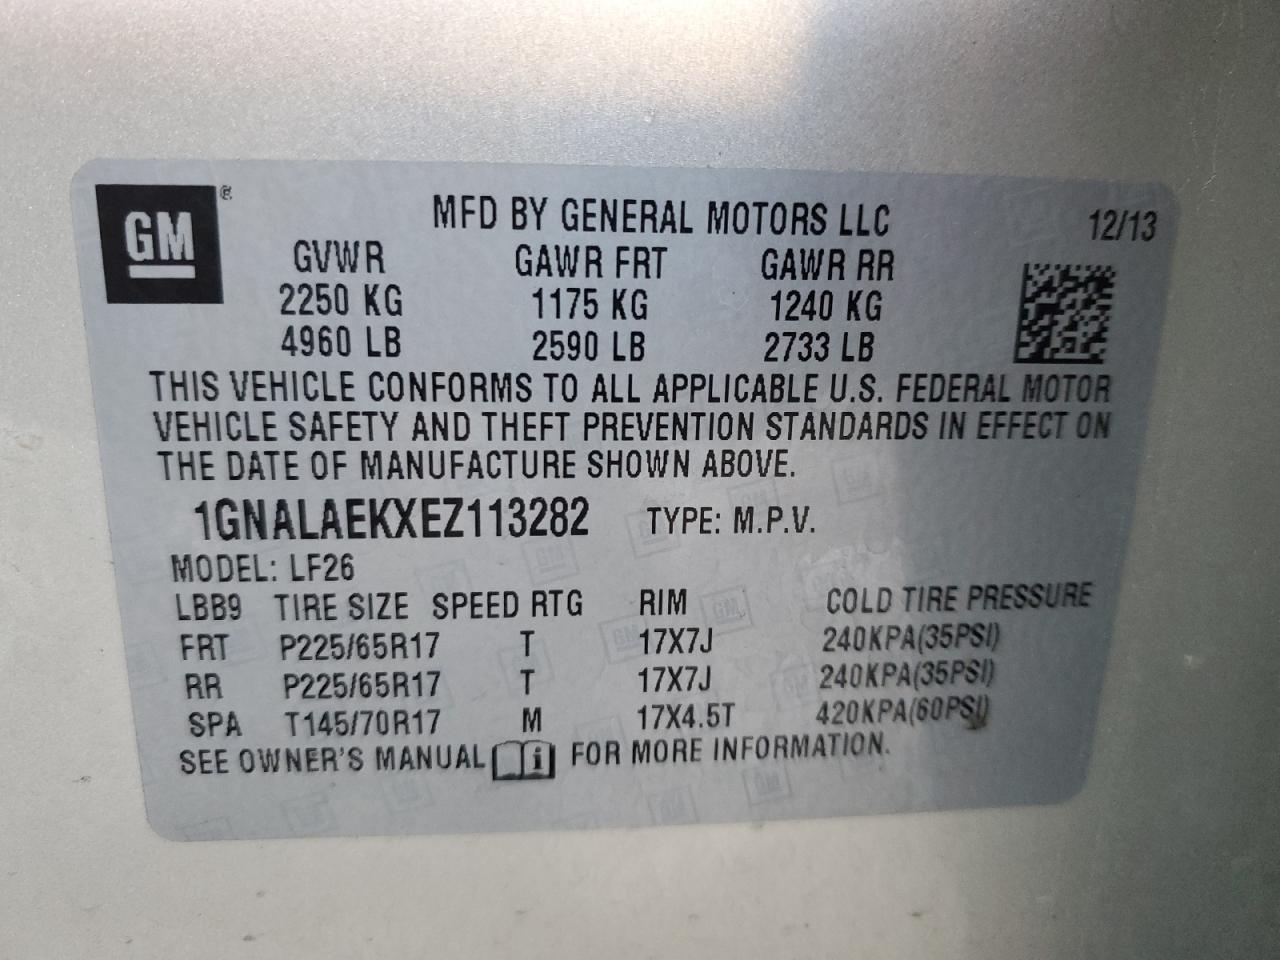 GM ®
MFD BY GENERAL MOTORS LLC 12/13
GVWR GAWR FRT GAWR RR
2250 KG 1175 KG 1240 KG
4960 LB 2590 LB 2733 LB
THIS VEHICLE CONFORMS TO ALL APPLICABLE U.S. FEDERAL MOTOR
VEHICLE SAFETY AND THEFT PREVENTION STANDARDS IN EFFECT ON
THE DATE OF MANUFACTURE SHOWN ABOVE.
1GNALAEKXEZ113282 TYPE: M.P.V.
MODEL: LF26
LBB9 TIRE SIZE SPEED RTG RIM COLD TIRE PRESSURE
FRT P225/65R17 T 17X7J 240KPA(35PSI)
RR P225/65R17 T 17X7J 240KPA(35PSI)
SPA T145/70R17 M 17X4.5T 420KPA(60PSI)
SEE OWNER'S MANUAL i FOR MORE INFORMATION.